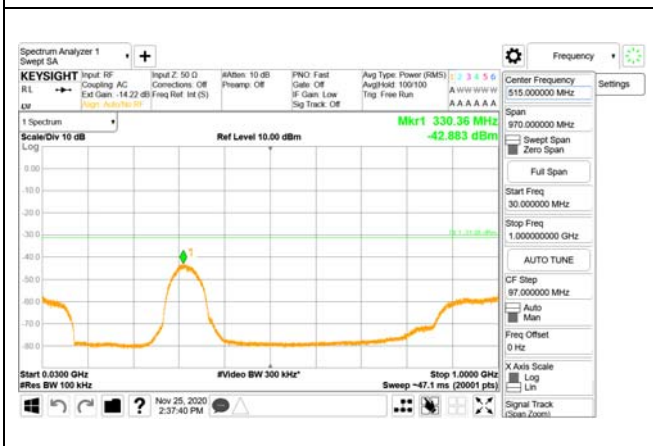 Spectrum Analyzer 1
Swept SA
Frequency
KEYSIGHT
RL
Input: RF
Coupling: AC
Ext Gain: -14.22 dB
Align: Auto/No RF
Input Z: 50 Ω
Corrections: Off
Freq Ref: Int (S)
#Atten: 10 dB
Preamp: Off
PNO: Fast
Gate: Off
IF Gain: Low
Sig Track: Off
Avg Type: Power (RMS)
Avg|Hold: 100/100
Trig: Free Run
1 2 3 4 5 6
A W W W W W
A A A A A A
1 Spectrum
Scale/Div 10 dB
Log
Ref Level 10.00 dBm
Mkr1 330.36 MHz
-42.883 dBm
0.00
-10.0
-20.0
-30.0
-40.0
-50.0
-60.0
-70.0
-80.0
1
Start 0.0300 GHz
#Res BW 100 kHz
#Video BW 300 kHz*
Stop 1.0000 GHz
Sweep ~47.1 ms (20001 pts)
Nov 25, 2020
2:37:40 PM
?
Center Frequency
515.000000 MHz
Settings
Span
970.000000 MHz
Swept Span
Zero Span
Full Span
Start Freq
30.000000 MHz
Stop Freq
1.000000000 GHz
AUTO TUNE
CF Step
97.000000 MHz
Auto
Man
Freq Offset
0 Hz
X Axis Scale
Log
Lin
Signal Track
(Span Zoom)